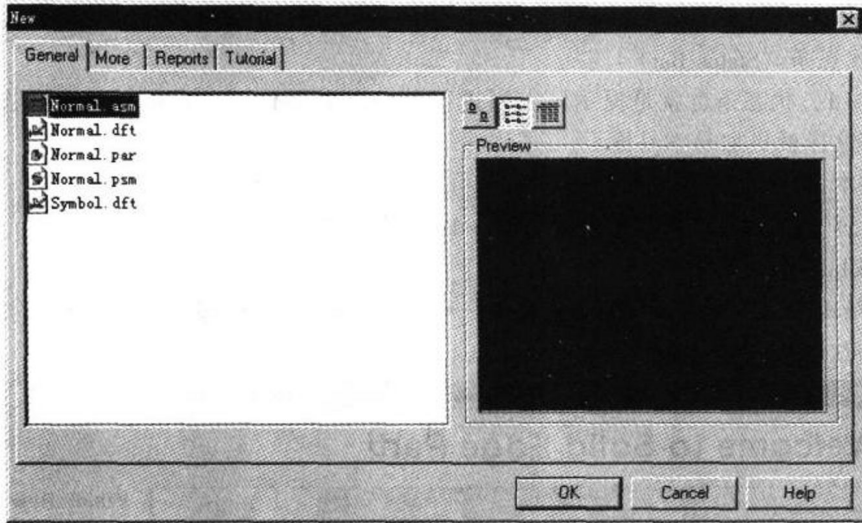 New
General More Reports Tutorial
Normal.asm
Normal.dft
Normal.par
Normal.psm
Symbol.dft
Preview
OK Cancel Help